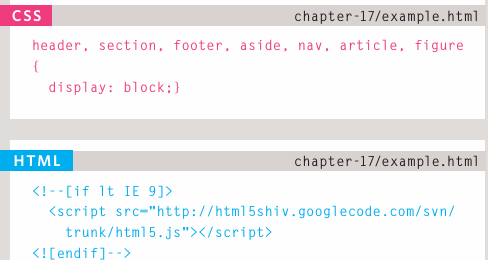 CSS chapter-17/example.html
header, section, footer, aside, nav, article, figure
{
display: block;}
HTML chapter-17/example.html
<!--[if lt IE 9]>
<script src="http://html5shiv.googlecode.com/svn/
trunk/html5.js"></script>
<![endif]-->